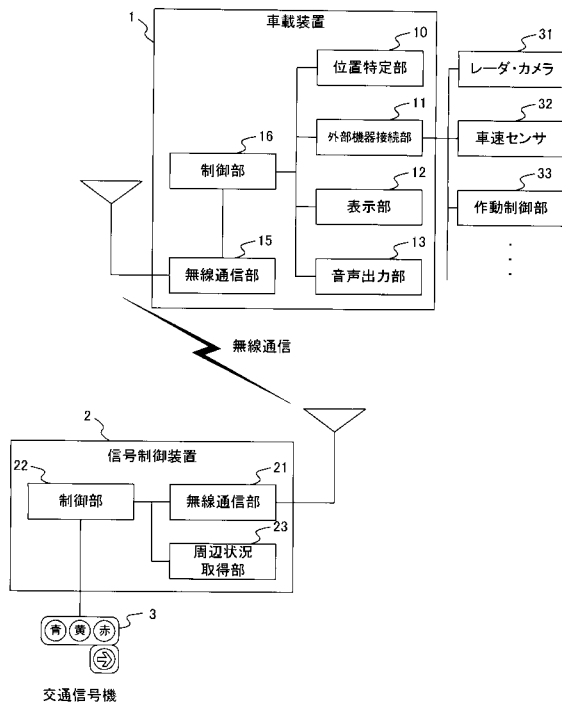 車載装置
1
10
位置特定部
11
外部機器接続部
16
制御部
12
表示部
15
無線通信部
13
音声出力部
31
レーダ・カメラ
32
車速センサ
33
作動制御部
無線通信
2
信号制御装置
22
制御部
21
無線通信部
23
周辺状況
取得部
3
青 黄 赤
交通信号機